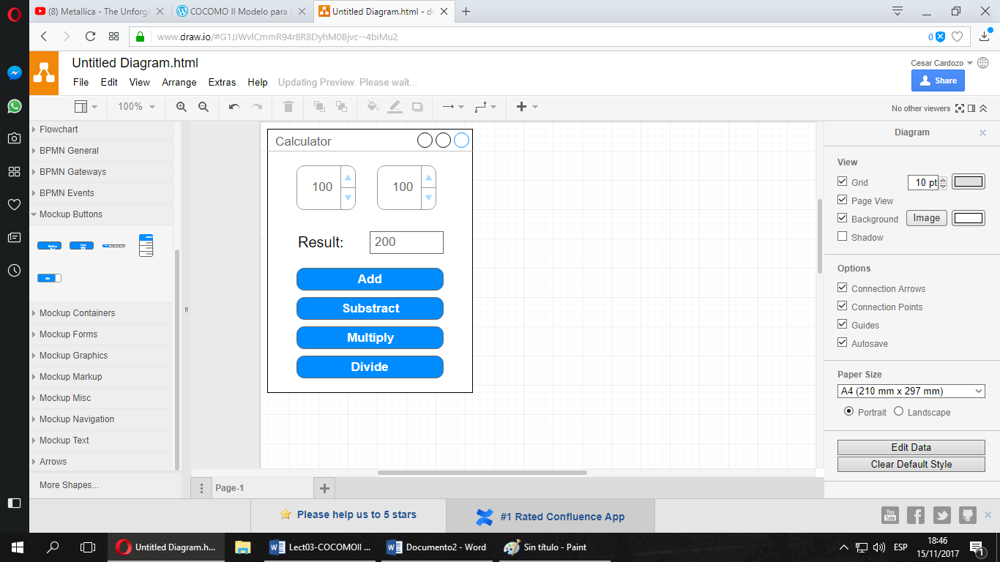 (8) Metallica - The Unforgi
COCOMO II Modelo para
Untitled Diagram.html - d
www.draw.io/#G1JJWvlCmmR94r8R8DyhM0Bjvc--4biMu2
0
Untitled Diagram.html
Cesar Cardozo
File Edit View Arrange Extras Help Updating Preview. Please wait...
Share
100%
No other viewers
Flowchart
BPMN General
BPMN Gateways
BPMN Events
Mockup Buttons
Mockup Containers
Mockup Forms
Mockup Graphics
Mockup Markup
Mockup Misc
Mockup Navigation
Mockup Text
Arrows
More Shapes...
Calculator
100 100
Result: 200
Add
Substract
Multiply
Divide
Page-1
Diagram
View
Grid 10 pt
Page View
Background Image
Shadow
Options
Connection Arrows
Connection Points
Guides
Autosave
Paper Size
A4 (210 mm x 297 mm)
Portrait Landscape
Edit Data
Clear Default Style
Please help us to 5 stars
#1 Rated Confluence App
You Tube
Untitled Diagram.h...
Lect03-COCOMOII ...
Documento2 - Word
Sin título - Paint
ESP
18:46
15/11/2017
1